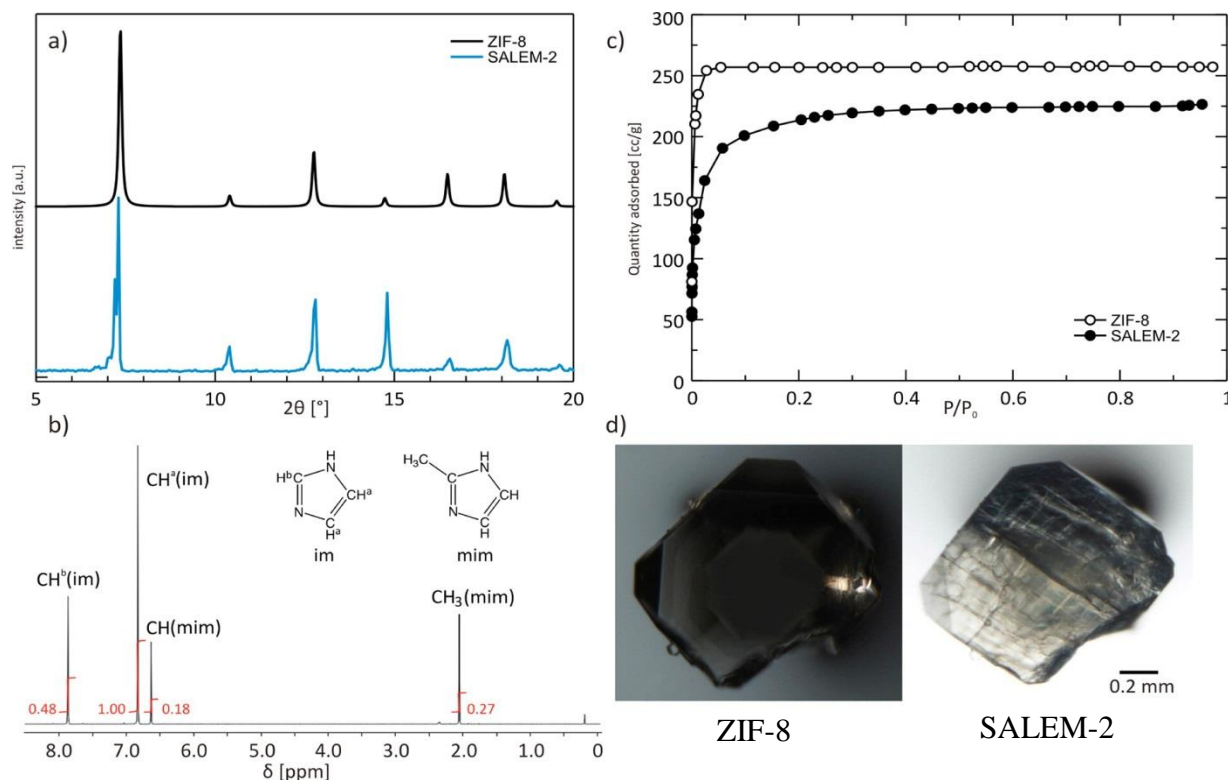 a)
ZIF-8
SALEM-2
intensity [a.u.]
5
10
15
20
2θ [°]
c)
300
250
200
150
100
50
0
Quantity adsorbed [cc/g]
ZIF-8
SALEM-2
0
0.2
0.4
0.6
0.8
1
P/P₀
b)
CHᵇ(im)
CHᵃ(im)
CH(mim)
CH₃(mim)
H
N
HᵇC
CHᵃ
N
C
Hᵃ
im
H₃C
H
N
CH
N
H
mim
0.48
1.00
0.18
0.27
8.0
7.0
6.0
5.0
4.0
3.0
2.0
1.0
0
δ [ppm]
d)
0.2 mm
ZIF-8
SALEM-2